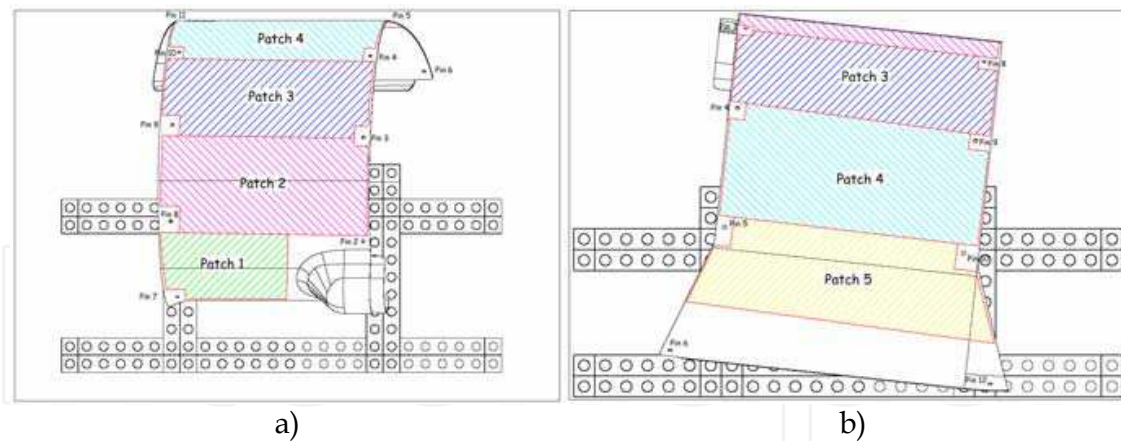 Pin 11
Pin 5
Patch 4
Pin 10
Pin 4
Pin 6
Patch 3
Pin 9
Pin 3
Patch 2
Pin 8
Pin 2
Patch 1
Pin 7
a)
Patch 3
Pin 4
Patch 4
Pin 5
Patch 5
Pin 6
Pin 12
b)